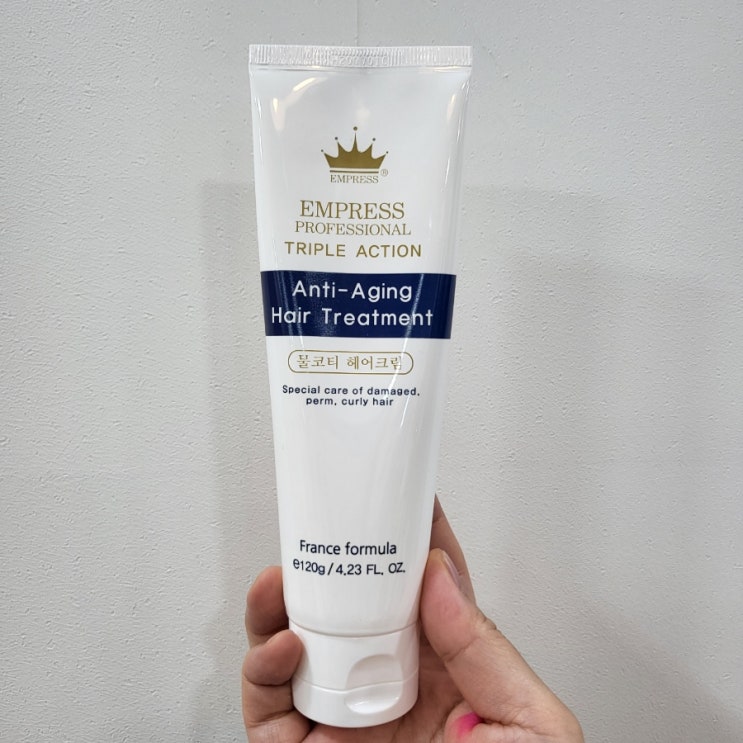 EMPRESS®
EMPRESS
PROFESSIONAL
TRIPLE ACTION
Anti-Aging
Hair Treatment
물코티 헤어크림
Special care of damaged,
perm, curly hair
France formula
℮120g/4.23 FL. OZ.